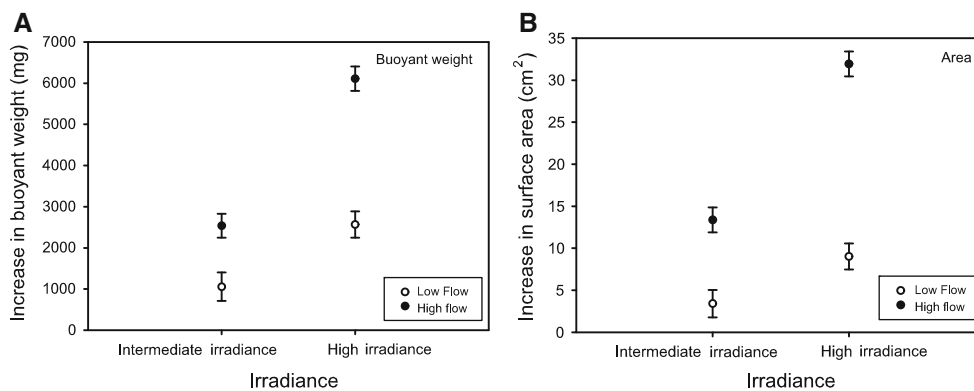 A
Increase in buoyant weight (mg)
7000
6000
5000
4000
3000
2000
1000
0
Buoyant weight
Low Flow
High flow
Intermediate irradiance
High irradiance
Irradiance
B
Increase in surface area (cm²)
35
30
25
20
15
10
5
0
Area
Low Flow
High flow
Intermediate irradiance
High irradiance
Irradiance